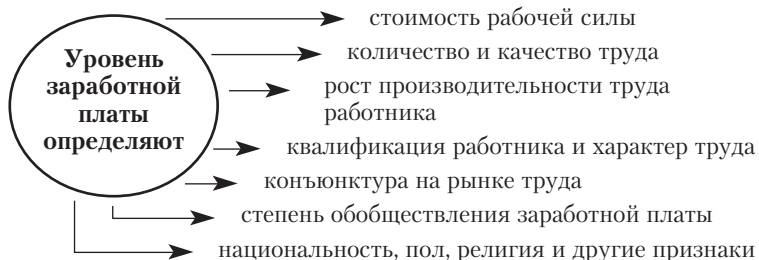 Уровень
заработной
платы
определяют
стоимость рабочей силы
количество и качество труда
рост производительности труда
работника
квалификация работника и характер труда
конъюнктура на рынке труда
степень обобществления заработной платы
национальность, пол, религия и другие признаки